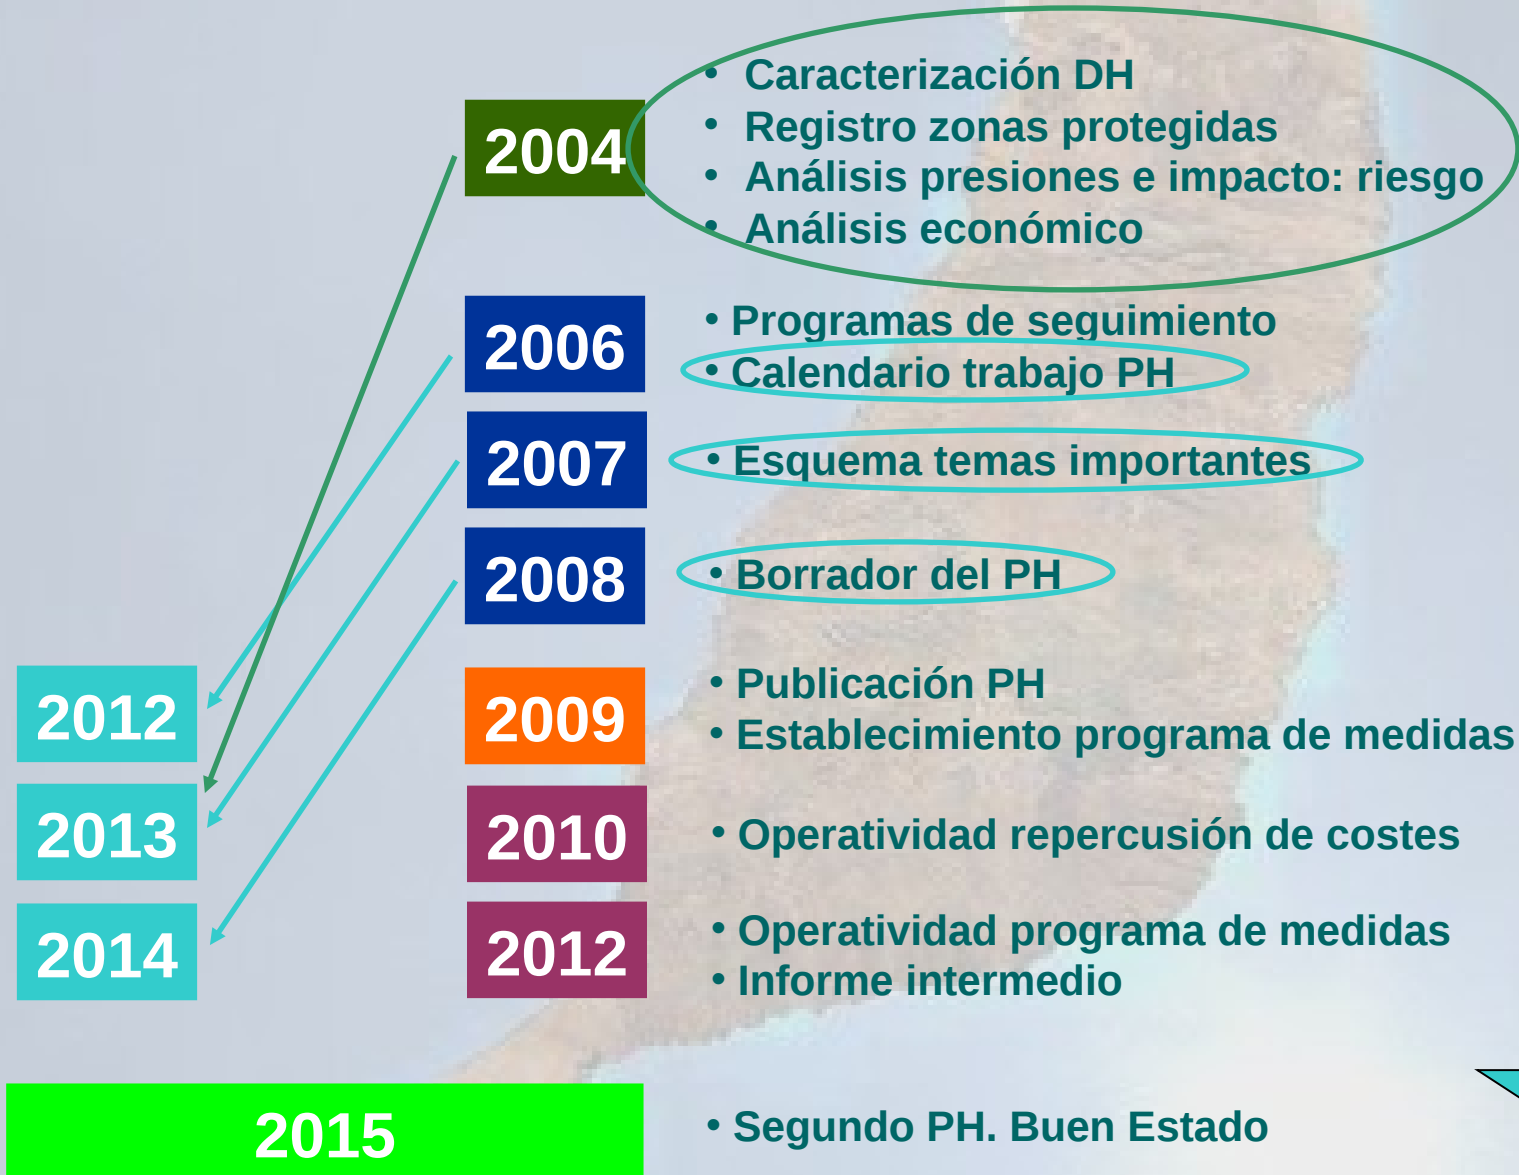 2004
• Caracterización DH
• Registro zonas protegidas
• Análisis presiones e impacto: riesgo
• Análisis económico
2006
• Programas de seguimiento
• Calendario trabajo PH
2007
• Esquema temas importantes
2008
• Borrador del PH
2012
2009
• Publicación PH
• Establecimiento programa de medidas
2013
2010
• Operatividad repercusión de costes
2014
2012
• Operatividad programa de medidas
• Informe intermedio
2015
• Segundo PH. Buen Estado